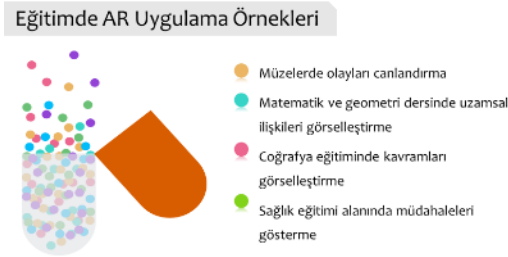 Eğitimde AR Uygulama Örnekleri
Müzelerde olayları canlandırma
Matematik ve geometri dersinde uzamsal
ilişkileri görselleştirme
Coğrafya eğitiminde kavramları
görselleştirme
Sağlık eğitimi alanında müdahaleleri
gösterme